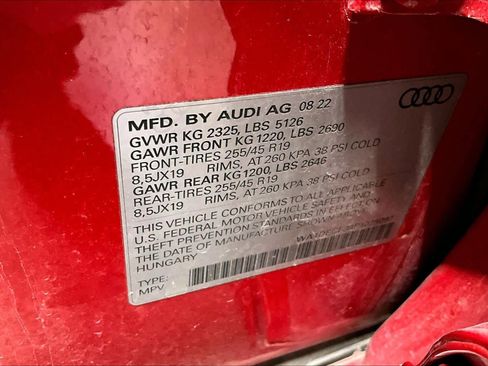 MFD. BY AUDI AG 08 22
GVWR KG 2325, LBS 5126
GAWR FRONT KG 1220, LBS 2690
FRONT-TIRES 255/45 R19
8,5JX19 RIMS, AT 260 KPA 38 PSI COLD
GAWR REAR KG1200, LBS 2646
REAR-TIRES 255/45 R19
8,5JX19 RIMS, AT 260 KPA 38 PSI COLD
THIS VEHICLE CONFORMS TO ALL APPLICABLE
U.S. FEDERAL MOTOR VEHICLE SAFETY AND
THEFT PREVENTION STANDARDS IN EFFECT ON
THE DATE OF MANUFACTURE SHOWN ABOVE.
HUNGARY
TYPE:
MPV